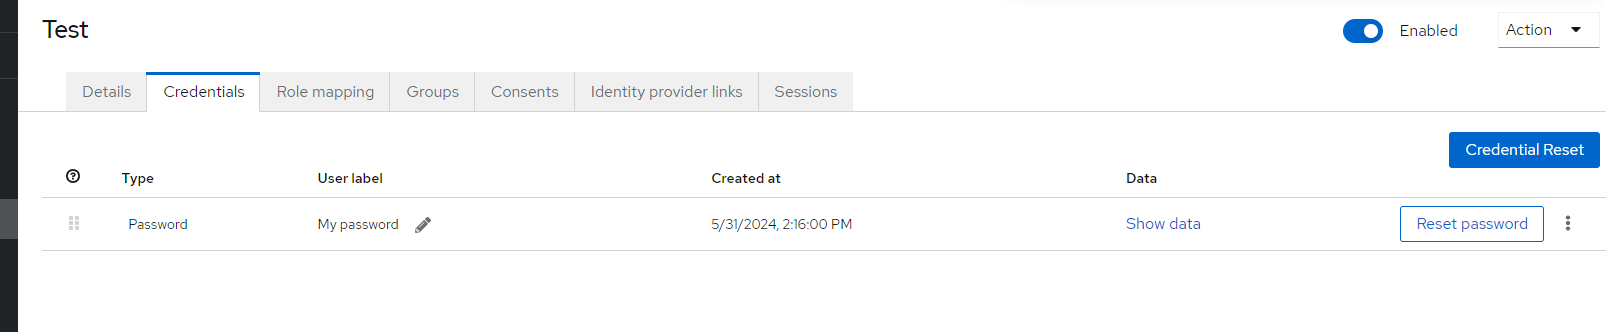 Test
Enabled
Action
Details Credentials Role mapping Groups Consents Identity provider links Sessions
Credential Reset
Type User label Created at Data
Password My password 5/31/2024, 2:16:00 PM Show data Reset password